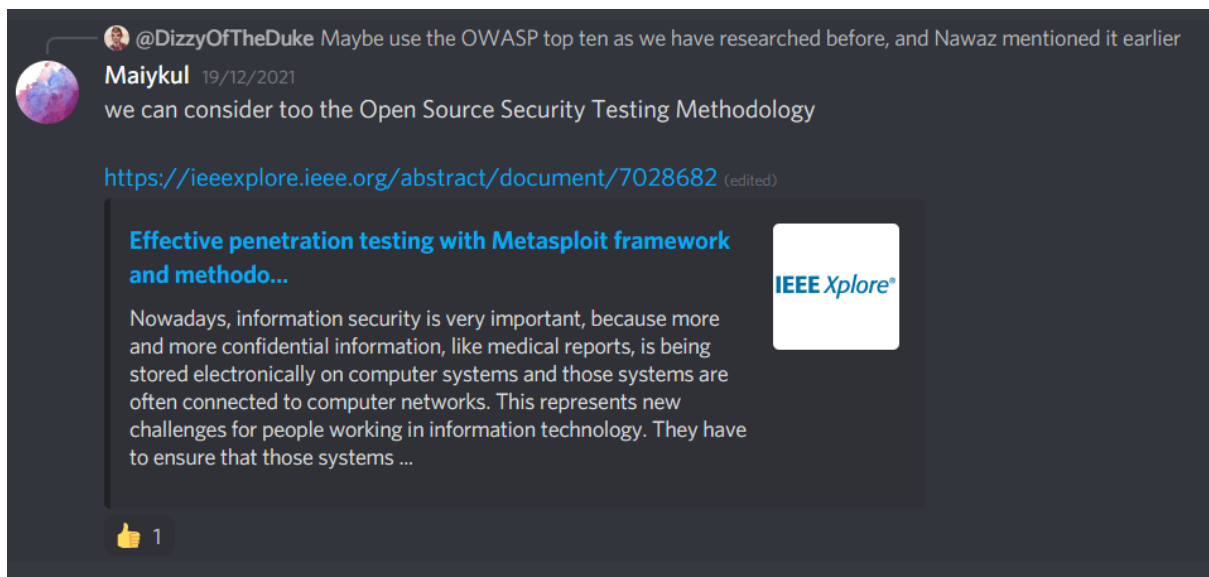 @DizzyOfTheDuke Maybe use the OWASP top ten as we have researched before, and Nawaz mentioned it earlier
Maiykul 19/12/2021
we can consider too the Open Source Security Testing Methodology
https://ieeexplore.ieee.org/abstract/document/7028682 (edited)
Effective penetration testing with Metasploit framework
and methodo...
IEEE Xplore®
Nowadays, information security is very important, because more
and more confidential information, like medical reports, is being
stored electronically on computer systems and those systems are
often connected to computer networks. This represents new
challenges for people working in information technology. They have
to ensure that those systems ...
👍 1